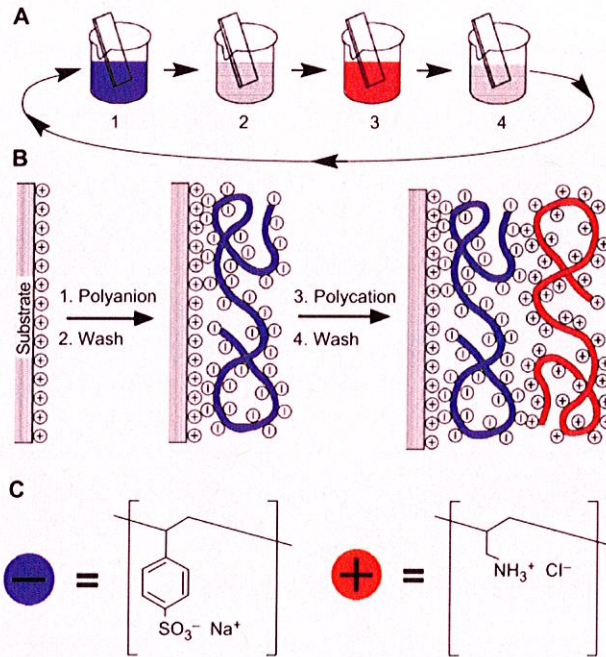 A
1 2 3 4
B
Substrate
1. Polyanion
2. Wash
3. Polycation
4. Wash
C
− =
SO₃⁻ Na⁺
+ =
NH₃⁺ Cl⁻